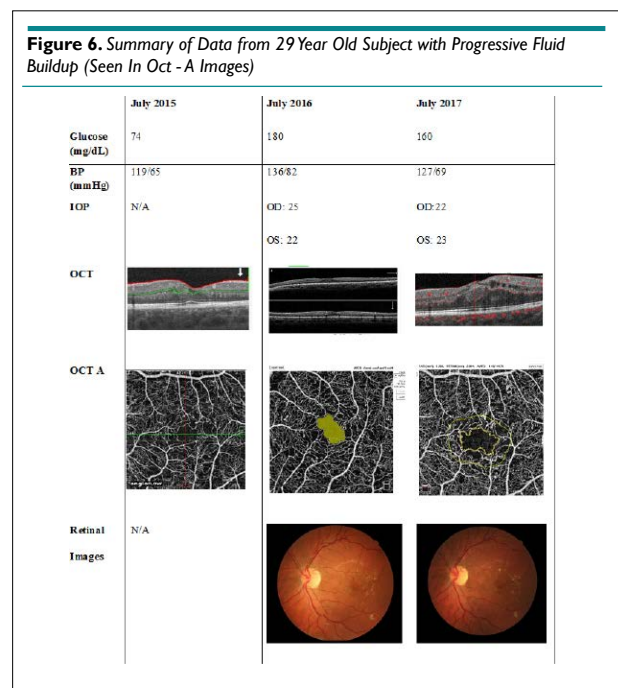 Figure 6. Summary of Data from 29 Year Old Subject with Progressive Fluid
Buildup (Seen In Oct - A Images)
July 2015 July 2016 July 2017
Glucose 74 180 160
(mg/dL)
BP 119/65 136/82 127/69
(mmHg)
IOP N/A OD: 25 OD:22
OS: 22 OS: 23
OCT
OCT A
Retinal N/A
Images